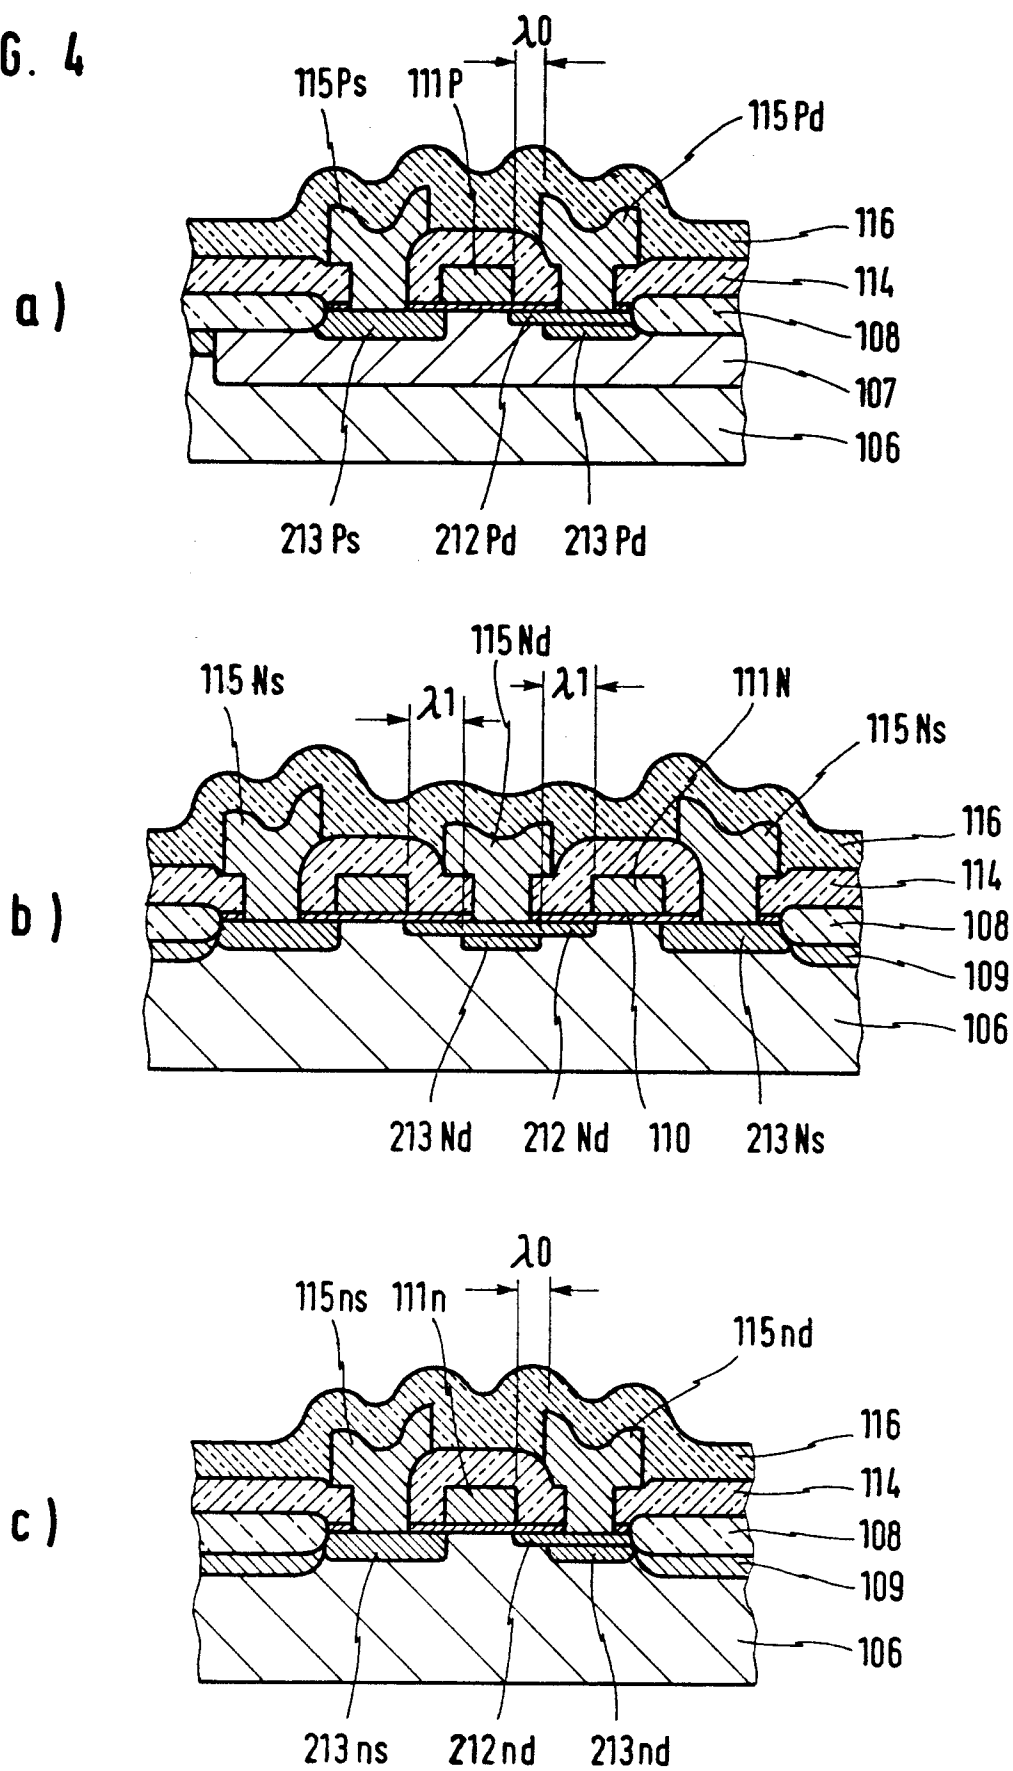 G. 4
λ0
115Ps 111P 115Pd
116
114
a) 108
107
106
213Ps 212Pd 213Pd
115Nd
115Ns λ1 λ1 111N 115Ns
116
114
b) 108
109
106
213Nd 212Nd 110 213Ns
λ0
115ns 111n 115nd
116
114
c) 108
109
106
213ns 212nd 213nd